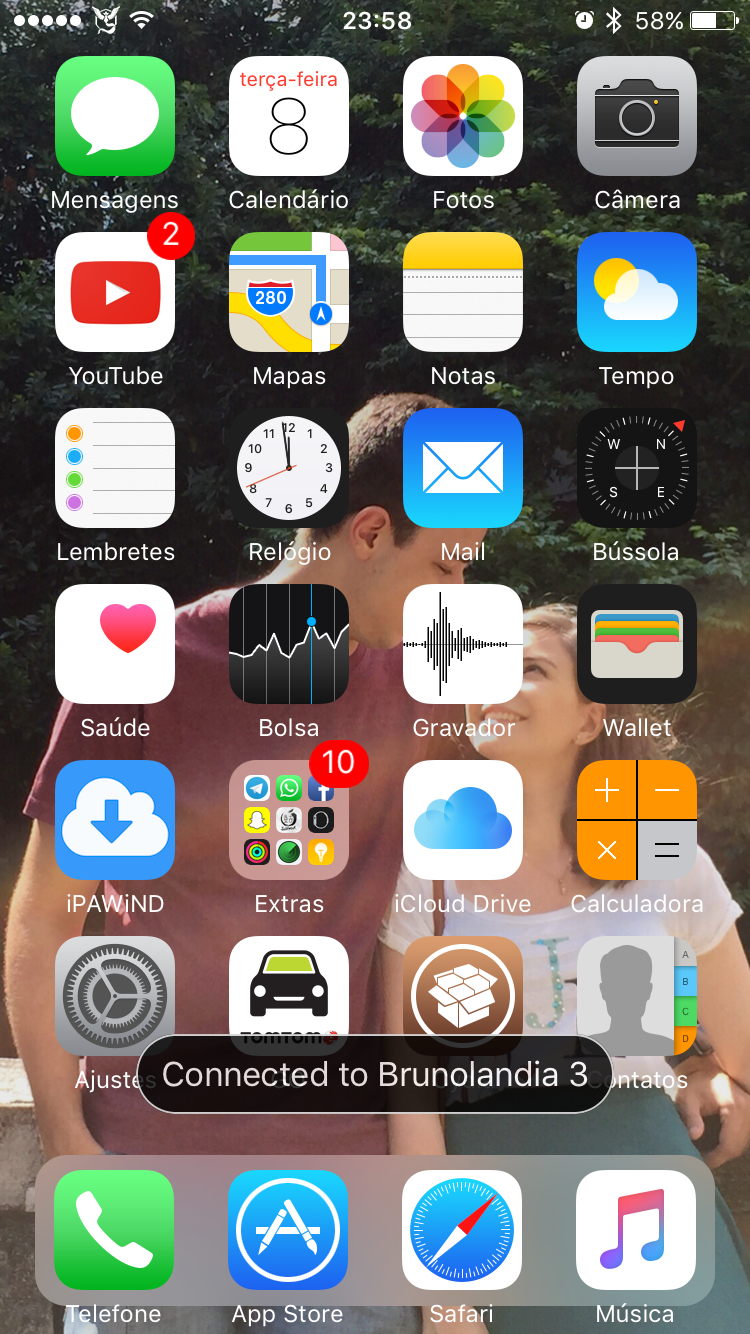 23:58 58%
terça-feira
8
Mensagens Calendário Fotos Câmera
2
280
YouTube Mapas Notas Tempo
11 12 1
10 2
9 3
8 4
7 6 5
W N
S E
Lembretes Relógio Mail Bússola
Saúde Bolsa Gravador Wallet
10
iPAWiND Extras iCloud Drive Calculadora
TOMTOM
A
B
C
D
J
Ajustes Contatos
Connected to Brunolandia 3
Telefone App Store Safari Música